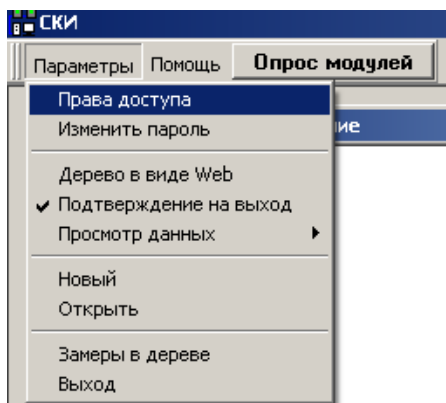 СКИ
Параметры Помощь Опрос модулей
Права доступа
Изменить пароль
ие
Дерево в виде Web
Подтверждение на выход
Просмотр данных
Новый
Открыть
Замеры в дереве
Выход